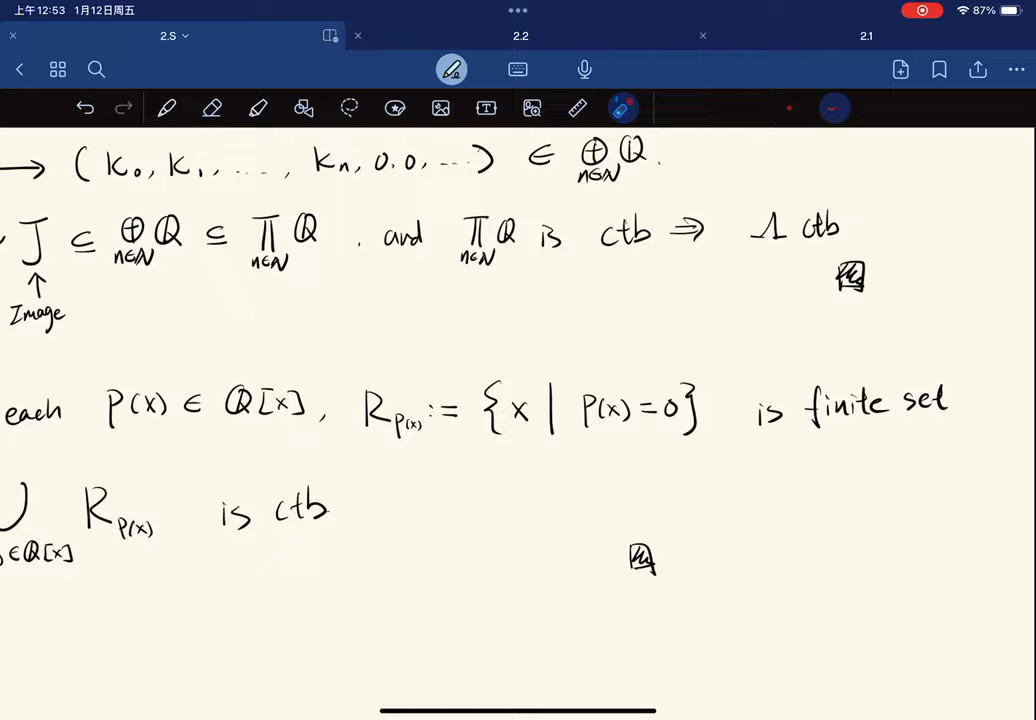 上午12:53 1月12日周五
87%
2.S 2.2 2.1
→ (k₀, k₁, ..., kₙ, 0, 0, ...) ∈ ⊕_{n∈ℕ} ℚ.
J ⊆ ⊕_{n∈ℕ} ℚ ⊆ ∏_{n∈ℕ} ℚ, and ∏_{n∈ℕ} ℚ is ctb ⇒ Λ ctb
↑
Image
each P(x) ∈ ℚ[x], R_{P(x)} := {x | P(x)=0} is finite set
∪ R_{P(x)} is ctb
∈ℚ[x]